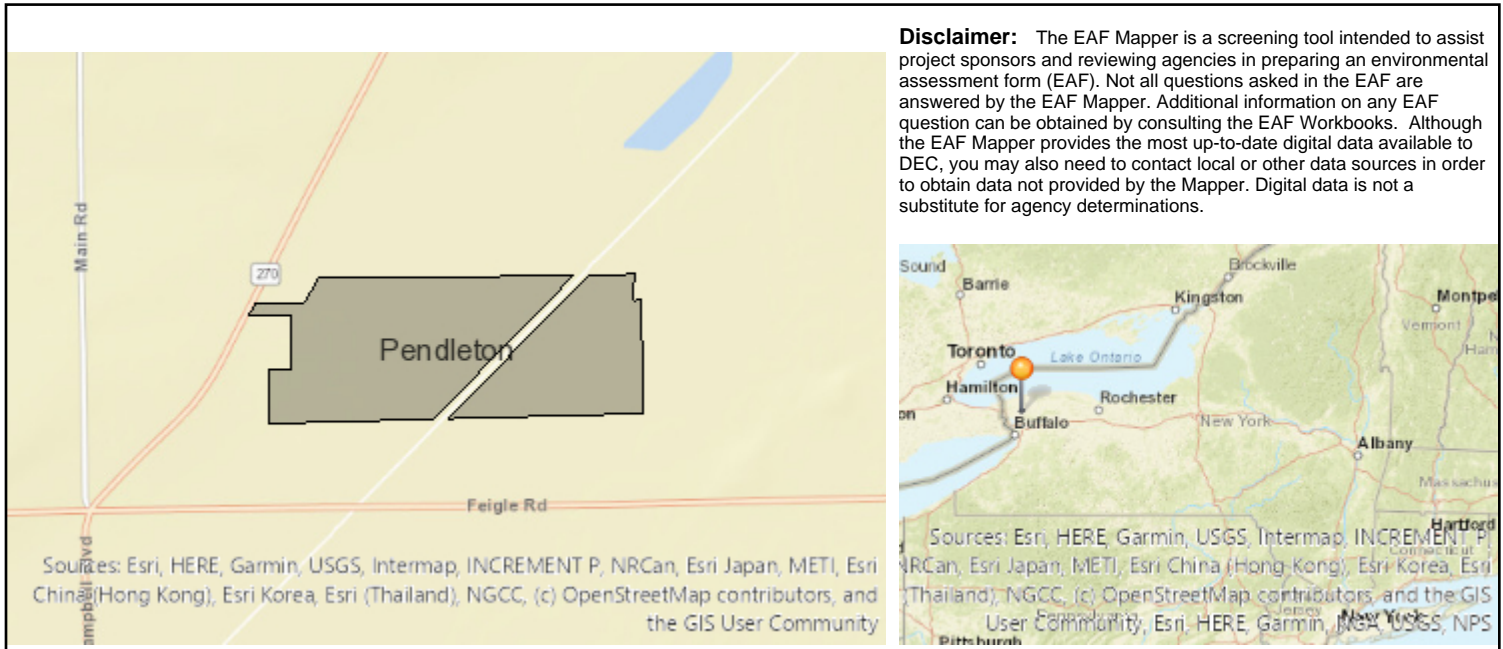 Disclaimer: The EAF Mapper is a screening tool intended to assist
project sponsors and reviewing agencies in preparing an environmental
assessment form (EAF). Not all questions asked in the EAF are
answered by the EAF Mapper. Additional information on any EAF
question can be obtained by consulting the EAF Workbooks. Although
the EAF Mapper provides the most up-to-date digital data available to
DEC, you may also need to contact local or other data sources in order
to obtain data not provided by the Mapper. Digital data is not a
substitute for agency determinations.
Main Rd
270
Pendleton
Feigle Rd
Sources: Esri, HERE, Garmin, USGS, Intermap, INCREMENT P, NRCan, Esri Japan, METI, Esri
China (Hong Kong), Esri Korea, Esri (Thailand), NGCC, (c) OpenStreetMap contributors, and
the GIS User Community
Sound
Barrie
Brockville
Kingston
Montpe
Vermont
Toronto
Lake Ontario
Hamilton
Rochester
on
Buffalo
New York
Albany
Massachus
Hartford
Sources: Esri, HERE, Garmin, USGS, Intermap, INCREMENT P,
NRCan, Esri Japan, METI, Esri China (Hong Kong), Esri Korea, Esri
(Thailand), NGCC, (c) OpenStreetMap contributors, and the GIS
User Community, Esri, HERE, Garmin, NGA, USGS, NPS
Pittsburgh